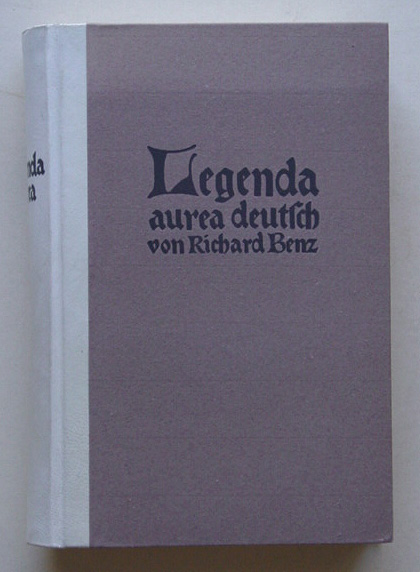 Legenda
aurea deutſch
von Richard Benz